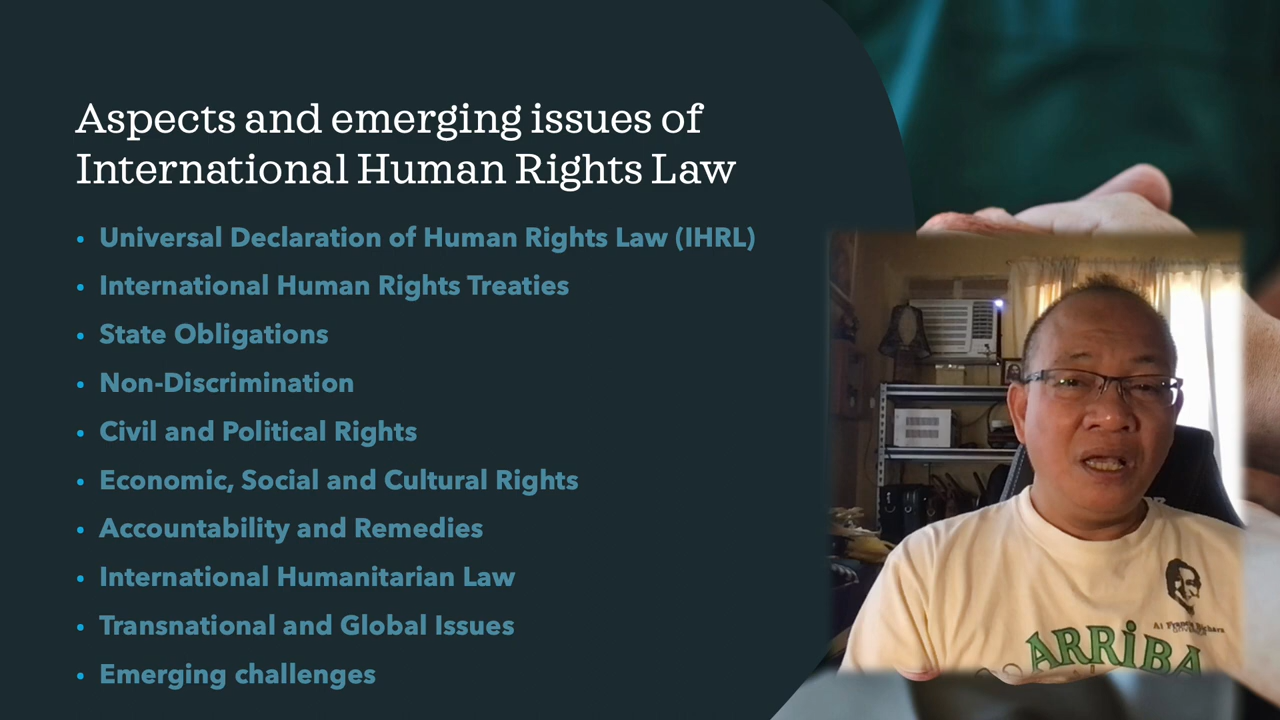 Aspects and emerging issues of
International Human Rights Law
• Universal Declaration of Human Rights Law (IHRL)
• International Human Rights Treaties
• State Obligations
• Non-Discrimination
• Civil and Political Rights
• Economic, Social and Cultural Rights
• Accountability and Remedies
• International Humanitarian Law
• Transnational and Global Issues
• Emerging challenges
ARRiBA